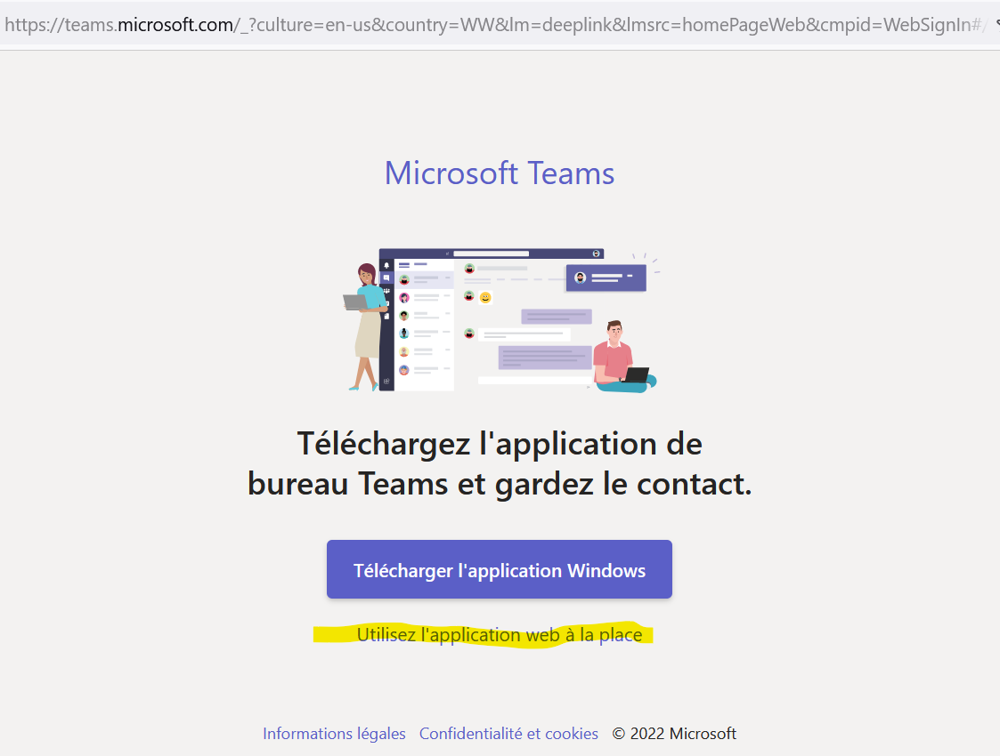 https://teams.microsoft.com/_?culture=en-us&country=WW&lm=deeplink&lmsrc=homePageWeb&cmpid=WebSignIn#/
Microsoft Teams
Téléchargez l'application de
bureau Teams et gardez le contact.
Télécharger l'application Windows
Utilisez l'application web à la place
Informations légales Confidentialité et cookies © 2022 Microsoft